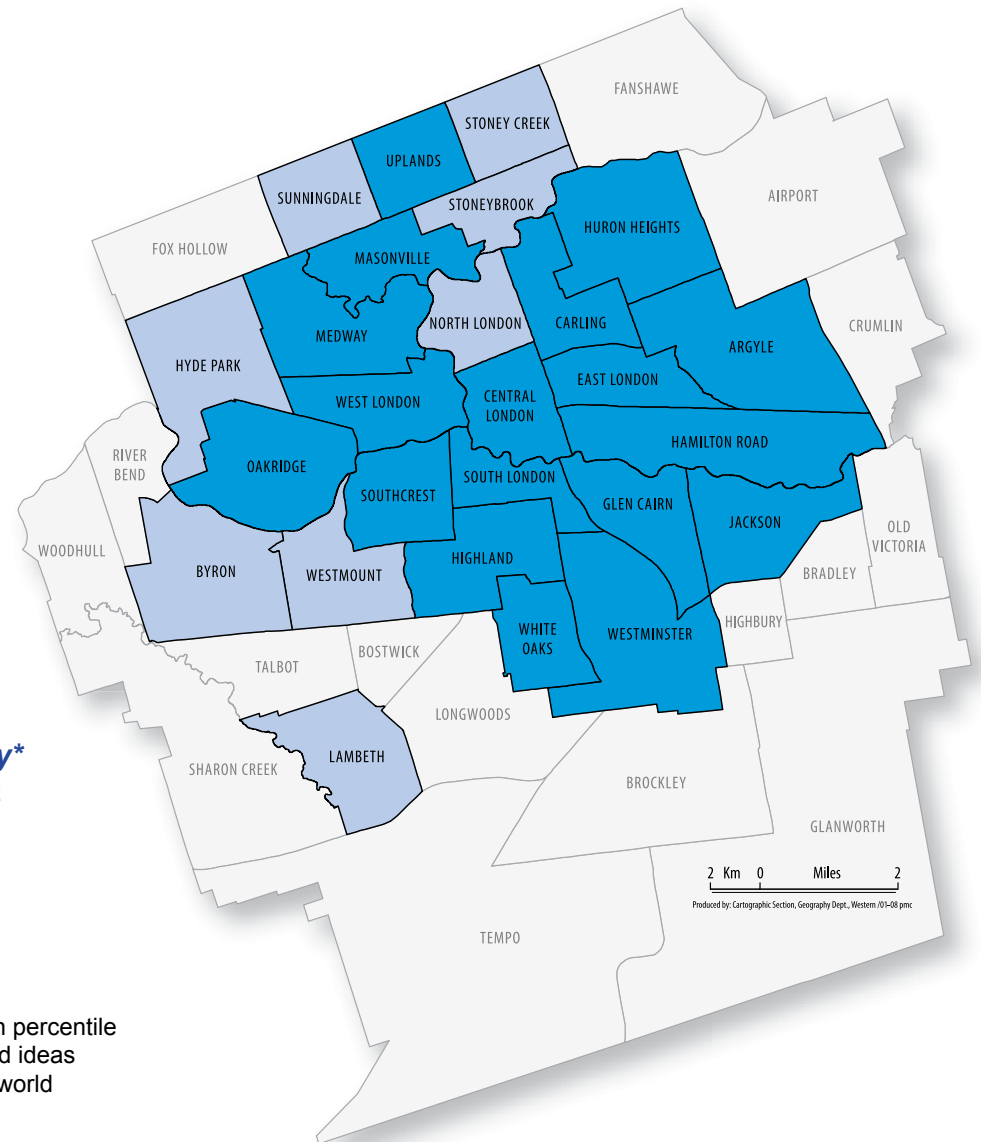 FANSHAWE
STONEY CREEK
UPLANDS
SUNNINGDALE
STONEYBROOK
AIRPORT
HURON HEIGHTS
FOX HOLLOW
MASONVILLE
NORTH LONDON
CARLING
CRUMLIN
MEDWAY
ARGYLE
HYDE PARK
EAST LONDON
WEST LONDON
CENTRAL
LONDON
HAMILTON ROAD
RIVER
BEND
OAKRIDGE
SOUTH LONDON
SOUTHCREST
GLEN CAIRN
JACKSON
OLD
VICTORIA
WOODHULL
HIGHLAND
BYRON
WESTMOUNT
BRADLEY
HIGHBURY
WHITE
OAKS
WESTMINSTER
BOSTWICK
TALBOT
LONGWOODS
y*
LAMBETH
SHARON CREEK
BROCKLEY
GLANWORTH
2 Km 0 Miles 2
Produced by: Cartographic Section, Geography Dept., Western /01-08 pmc
TEMPO
n percentile
d ideas
world